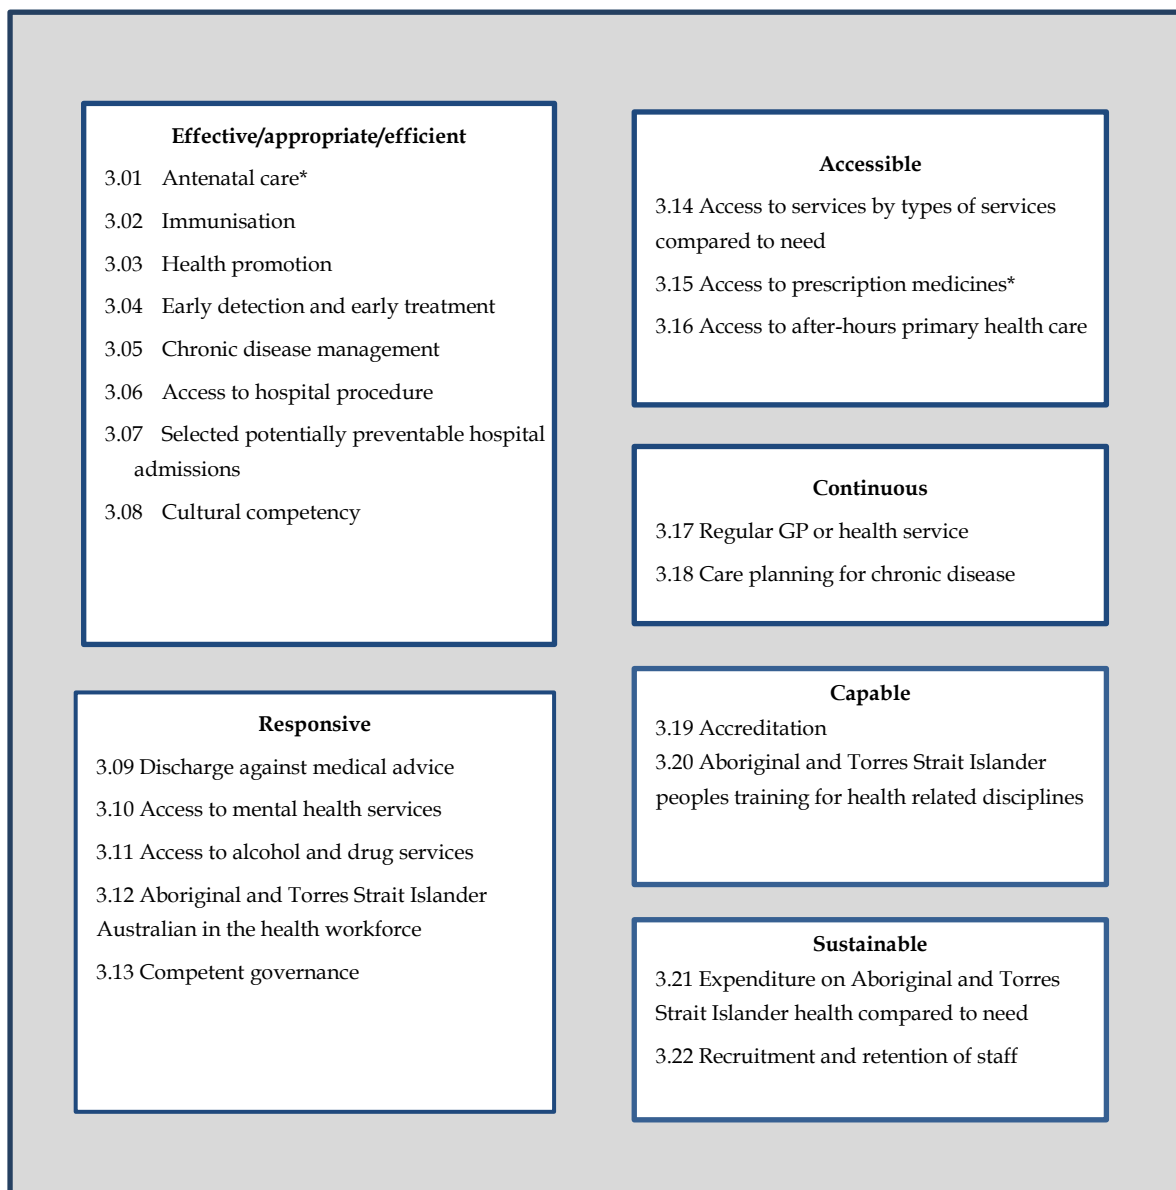 Effective/appropriate/efficient
3.01 Antenatal care*
3.02 Immunisation
3.03 Health promotion
3.04 Early detection and early treatment
3.05 Chronic disease management
3.06 Access to hospital procedure
3.07 Selected potentially preventable hospital
admissions
3.08 Cultural competency
Responsive
3.09 Discharge against medical advice
3.10 Access to mental health services
3.11 Access to alcohol and drug services
3.12 Aboriginal and Torres Strait Islander
Australian in the health workforce
3.13 Competent governance
Accessible
3.14 Access to services by types of services
compared to need
3.15 Access to prescription medicines*
3.16 Access to after-hours primary health care
Continuous
3.17 Regular GP or health service
3.18 Care planning for chronic disease
Capable
3.19 Accreditation
3.20 Aboriginal and Torres Strait Islander
peoples training for health related disciplines
Sustainable
3.21 Expenditure on Aboriginal and Torres
Strait Islander health compared to need
3.22 Recruitment and retention of staff